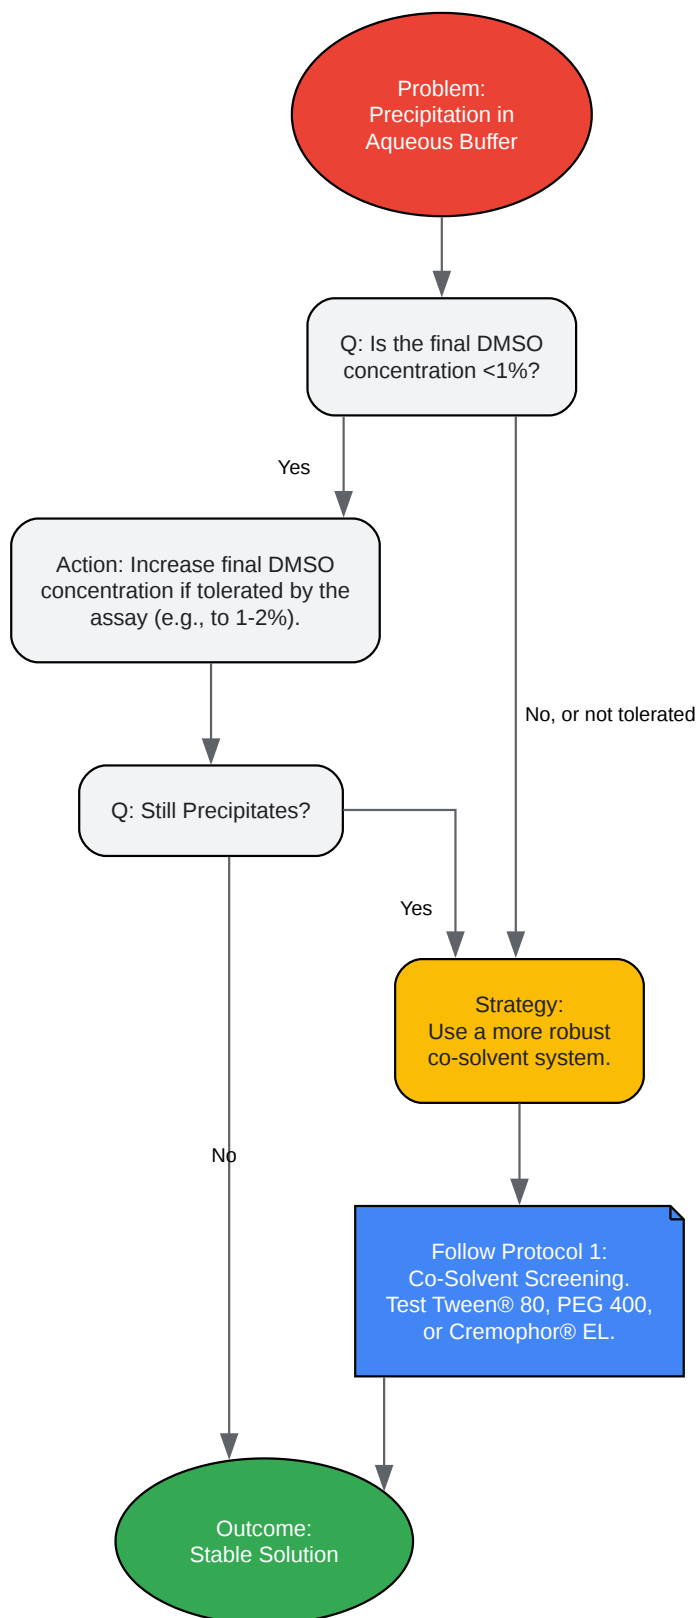 Problem:
Precipitation in
Aqueous Buffer
Q: Is the final DMSO
concentration <1%?
Yes
Action: Increase final DMSO
concentration if tolerated by the
assay (e.g., to 1-2%).
No, or not tolerated
Q: Still Precipitates?
Yes
Strategy:
Use a more robust
co-solvent system.
No
Follow Protocol 1:
Co-Solvent Screening.
Test Tween® 80, PEG 400,
or Cremophor® EL.
Outcome:
Stable Solution